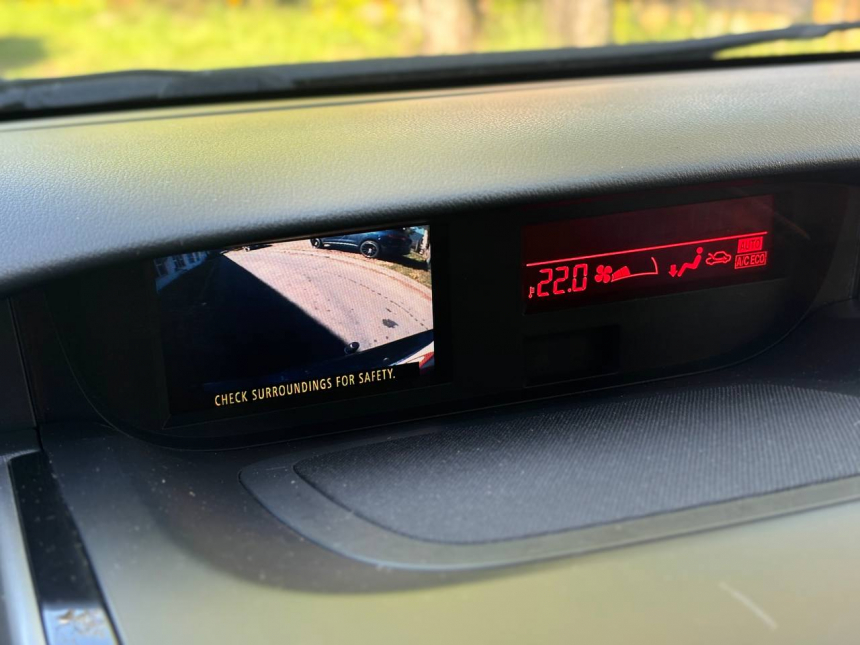 CHECK SURROUNDINGS FOR SAFETY.
22.0
AUTO
A/C ECO